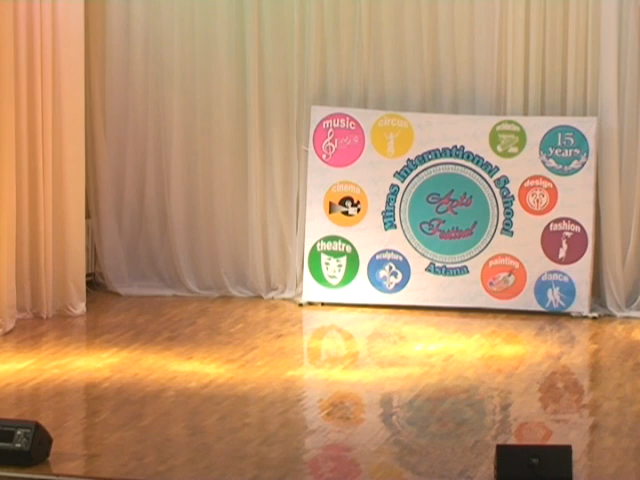 music
circus
15
years
Miras International School
cinema
design
Arts
Festival
fashion
theatre
sculpture
painting
Astana
dance